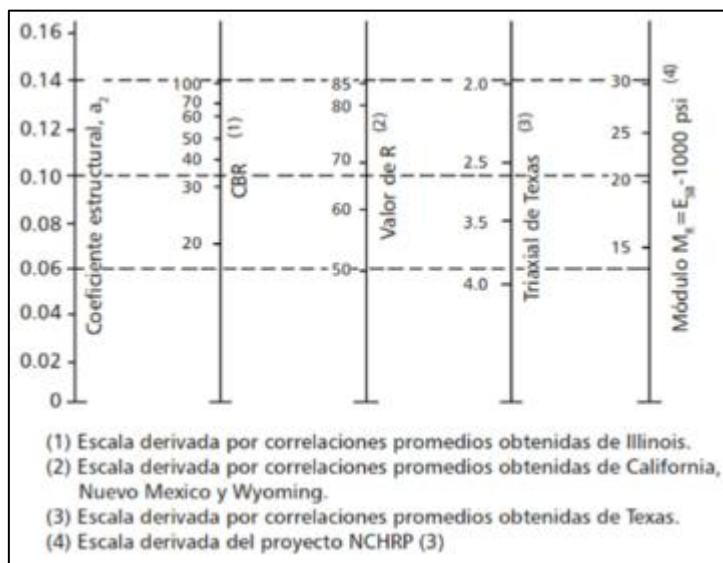 0.16
0.14
0.12
0.10
0.08
0.06
0.04
0.02
0
Coeficiente estructural, a2
100
70
60
50
40
30
20
CBR (1)
85
80
70
60
50
Valor de R (2)
2.0
2.5
3.5
4.0
Triaxial de Texas (3)
30
25
20
15
Módulo MR=ESB-1000 psi (4)
(1) Escala derivada por correlaciones promedios obtenidas de Illinois.
(2) Escala derivada por correlaciones promedios obtenidas de California,
Nuevo Mexico y Wyoming.
(3) Escala derivada por correlaciones promedios obtenidas de Texas.
(4) Escala derivada del proyecto NCHRP (3)